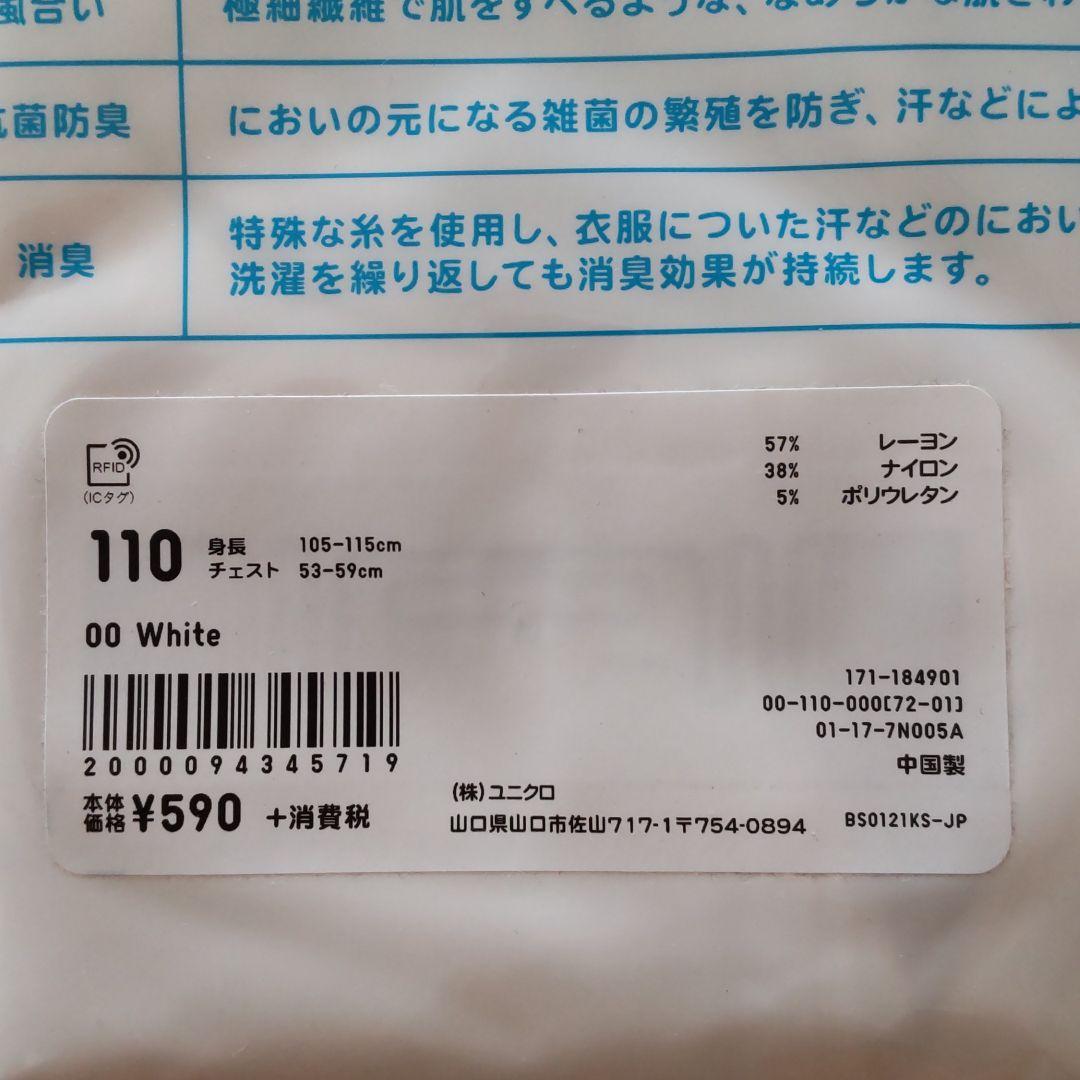 風合い
極細繊維で肌をすべるような、なめらかな肌ざわ
抗菌防臭
においの元になる雑菌の繁殖を防ぎ、汗などによ
消臭
特殊な糸を使用し、衣服についた汗などのにおい
洗濯を繰り返しても消臭効果が持続します。
RFID
(ICタグ)
57% レーヨン
38% ナイロン
5% ポリウレタン
110
身長 105-115cm
チェスト 53-59cm
00 White
171-184901
00-110-000[72-01]
01-17-7N005A
中国製
2000094345719
本体価格 ¥590 +消費税
(株)ユニクロ
山口県山口市佐山717-1〒754-0894
BS0121KS-JP